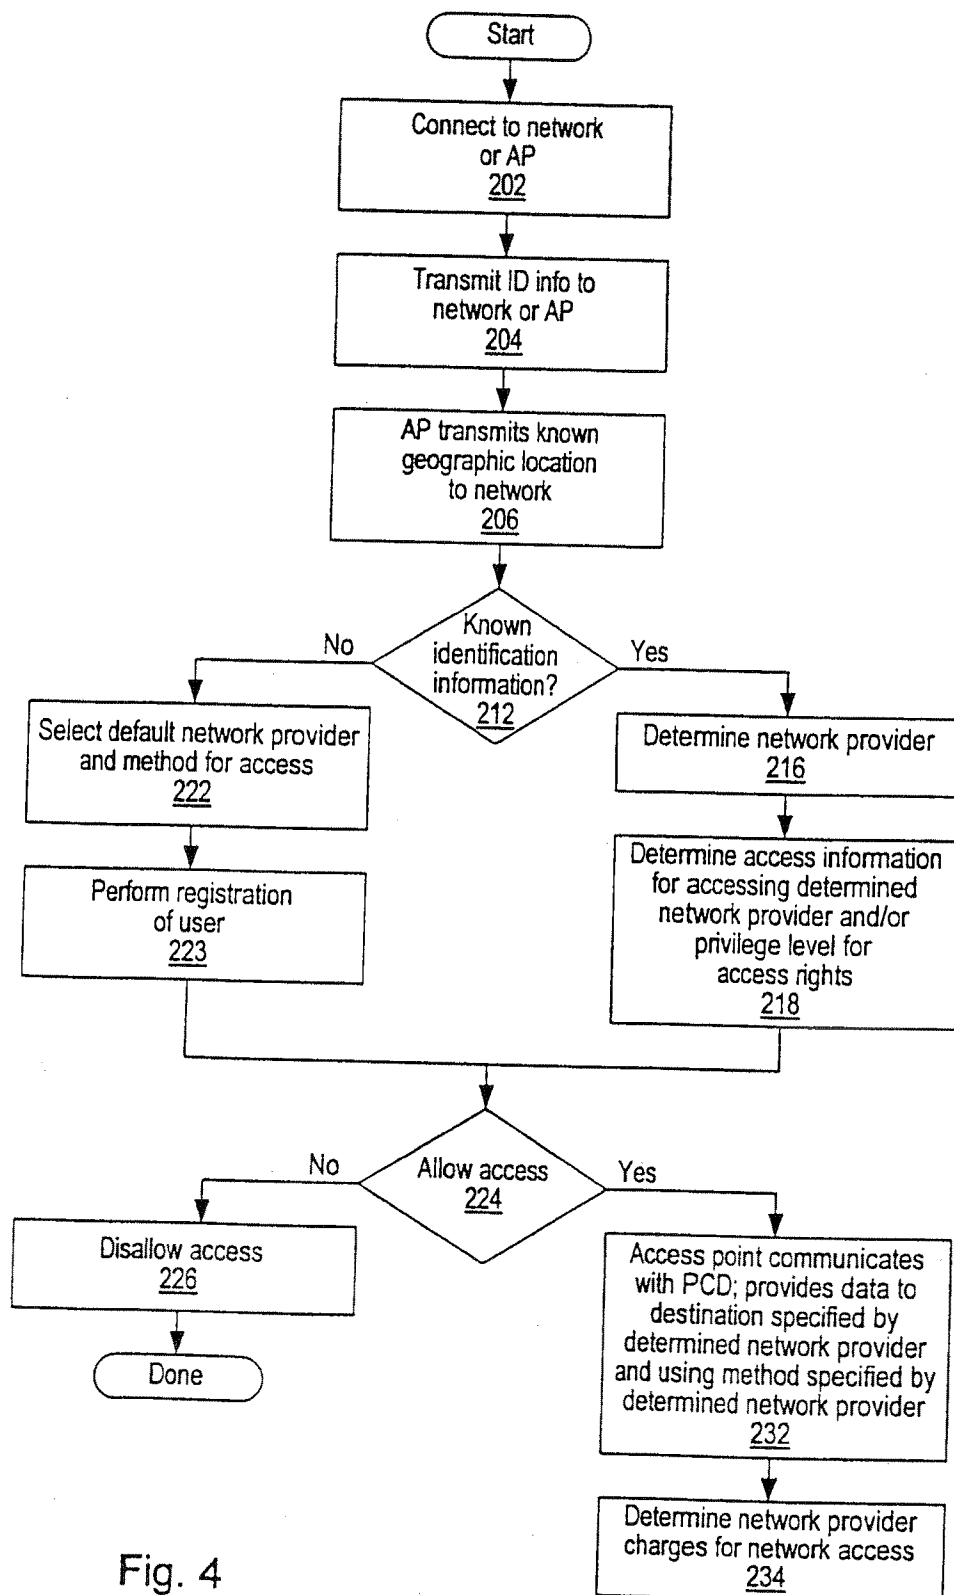 Start
Connect to network
or AP
202
Transmit ID info to
network or AP
204
AP transmits known
geographic location
to network
206
Known
identification
information?
212
No
Yes
Select default network provider
and method for access
222
Perform registration
of user
223
Determine network provider
216
Determine access information
for accessing determined
network provider and/or
privilege level for
access rights
218
Allow access
224
No
Yes
Disallow access
226
Done
Access point communicates
with PCD; provides data to
destination specified by
determined network provider
and using method specified by
determined network provider
232
Determine network provider
charges for network access
234
Fig. 4